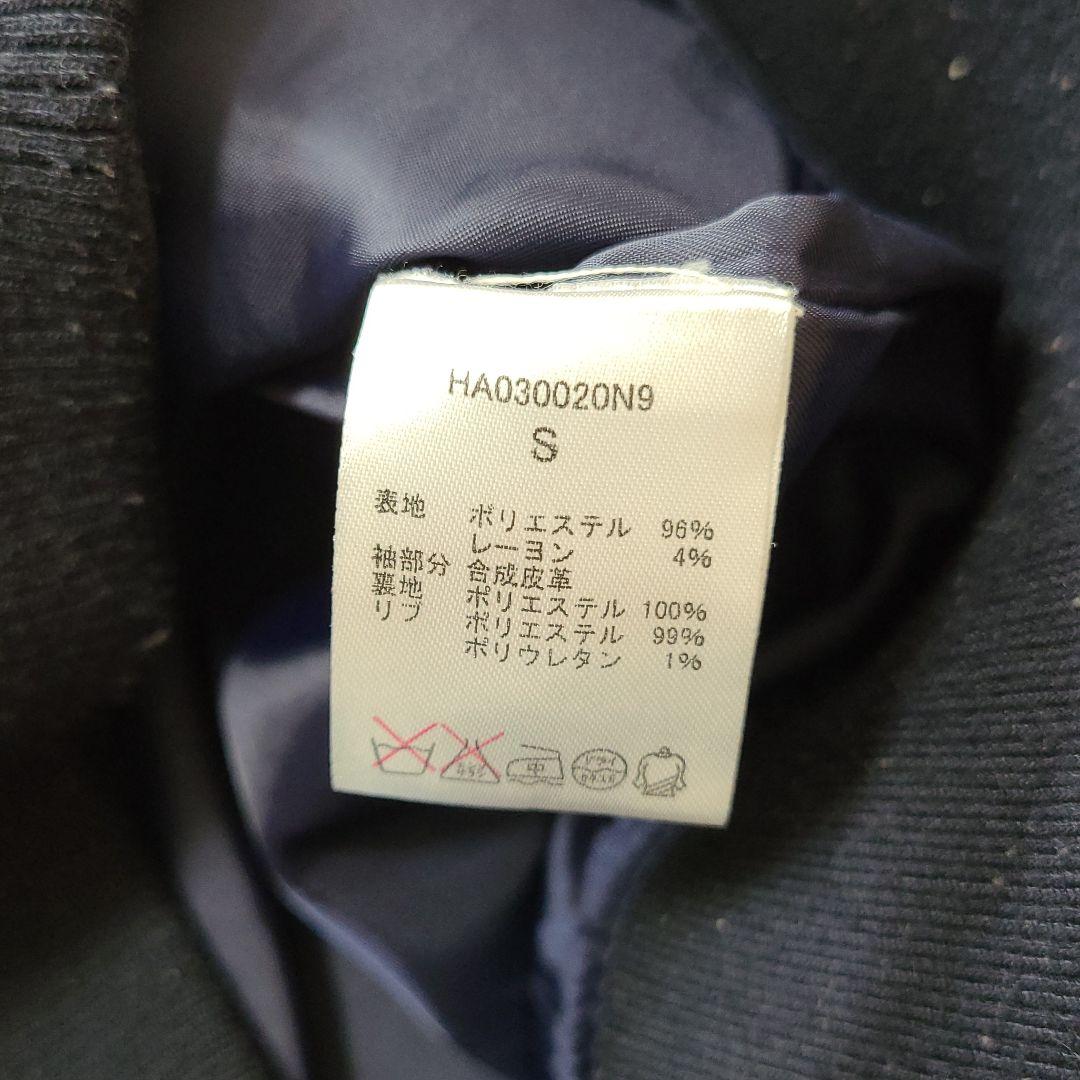 HA030020N9
S
表地 ポリエステル 96%
レーヨン 4%
袖部分 合成皮革
裏地 ポリエステル 100%
リブ ポリエステル 99%
ポリウレタン 1%
中